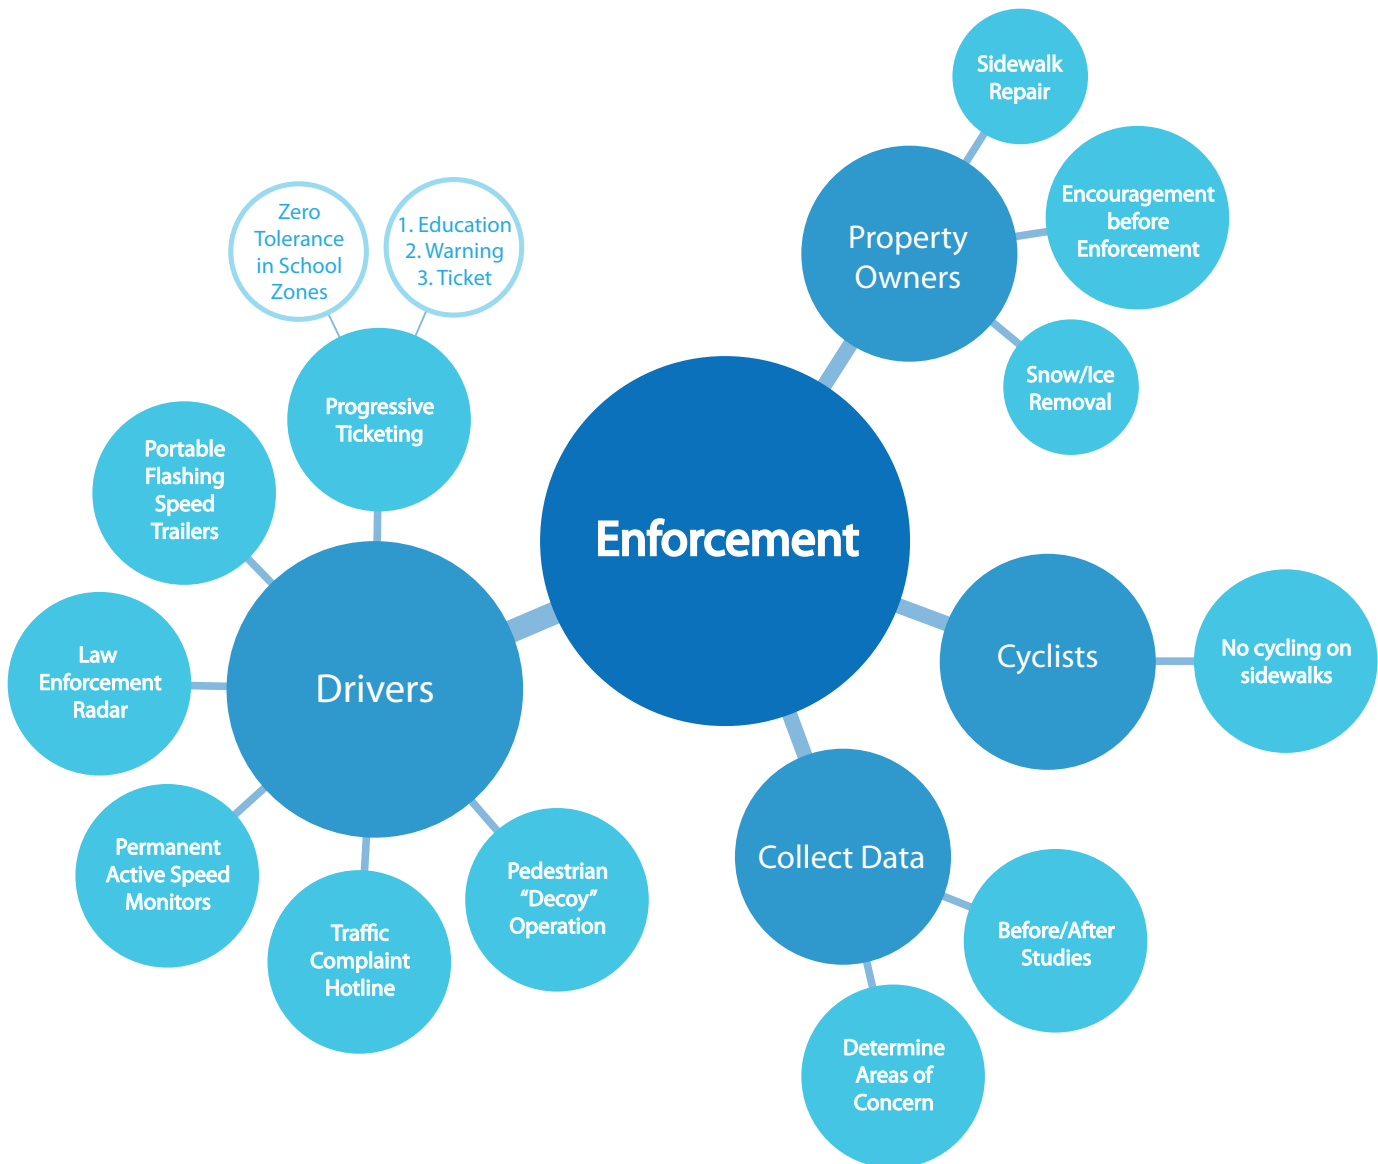 Sidewalk
Repair
Encouragement
before
Enforcement
Property
Owners
Snow/Ice
Removal
Zero
Tolerance
in School
Zones
1. Education
2. Warning
3. Ticket
Progressive
Ticketing
Portable
Flashing
Speed
Trailers
Enforcement
Law
Enforcement
Radar
Drivers
Cyclists
No cycling on
sidewalks
Permanent
Active Speed
Monitors
Traffic
Complaint
Hotline
Pedestrian
“Decoy”
Operation
Collect Data
Before/After
Studies
Determine
Areas of
Concern